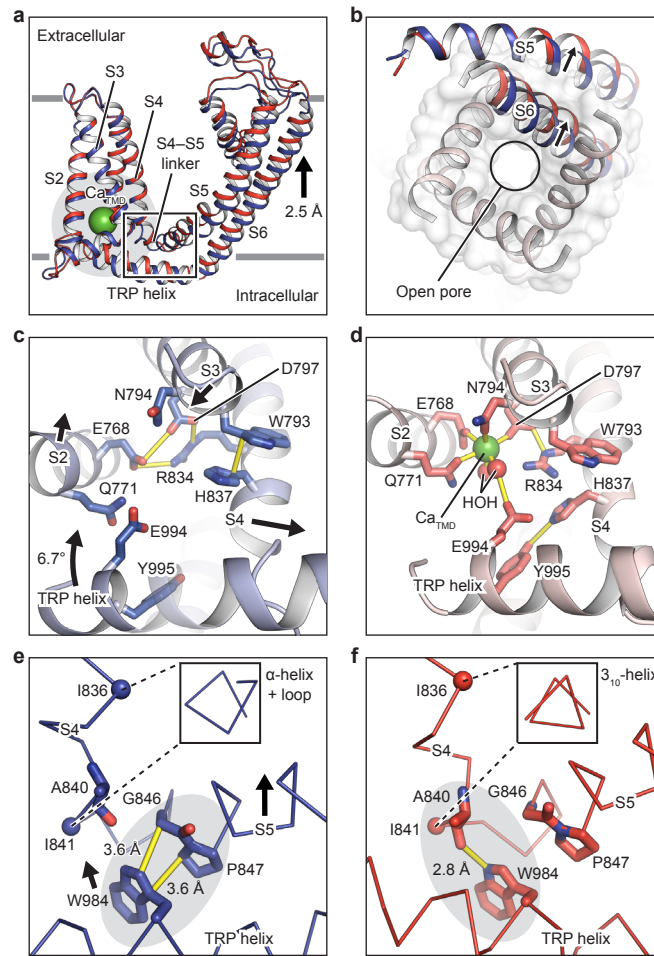 a
Extracellular
S3
S4
S4–S5
linker
S2
Ca TMD
S5
S6
2.5 Å
TRP helix
Intracellular
b
S5
S6
Open pore
c
S3
D797
N794
E768
W793
S2
R834
Q771
H837
S4
E994
6.7°
Y995
TRP helix
d
S3
D797
N794
E768
W793
S2
R834
Q771
H837
HOH
Ca TMD
S4
E994
Y995
TRP helix
e
α-helix
+ loop
I836
S4
A840
G846
S5
I841
3.6 Å
P847
3.6 Å
W984
TRP helix
f
3₁₀-helix
I836
S4
A840
G846
S5
I841
P847
2.8 Å
W984
TRP helix